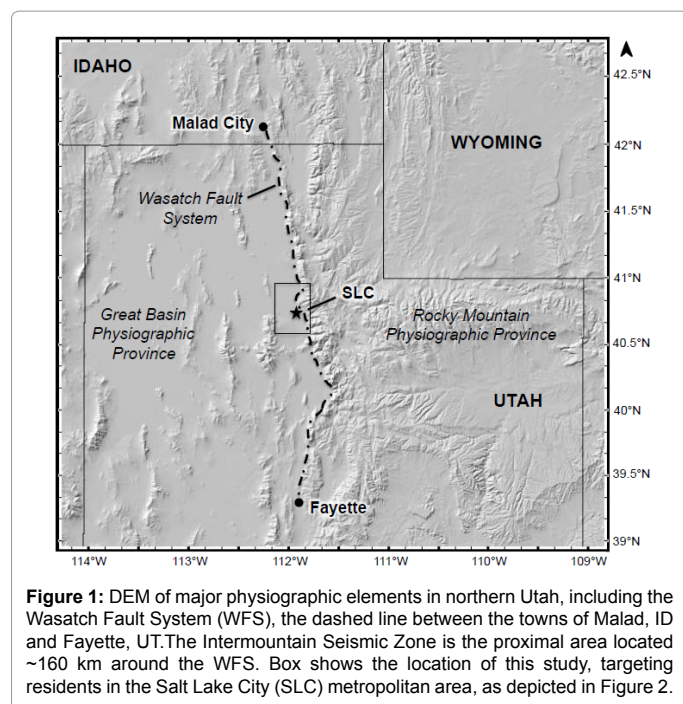 IDAHO
42.5°N
Malad City
42°N
WYOMING
Wasatch Fault
System
41.5°N
41°N
SLC
Great Basin
Physiographic
Province
Rocky Mountain
Physiographic Province
40.5°N
UTAH
40°N
39.5°N
Fayette
39°N
114°W
113°W
112°W
111°W
110°W
109°W
Figure 1: DEM of major physiographic elements in northern Utah, including the
Wasatch Fault System (WFS), the dashed line between the towns of Malad, ID
and Fayette, UT.The Intermountain Seismic Zone is the proximal area located
~160 km around the WFS. Box shows the location of this study, targeting
residents in the Salt Lake City (SLC) metropolitan area, as depicted in Figure 2.